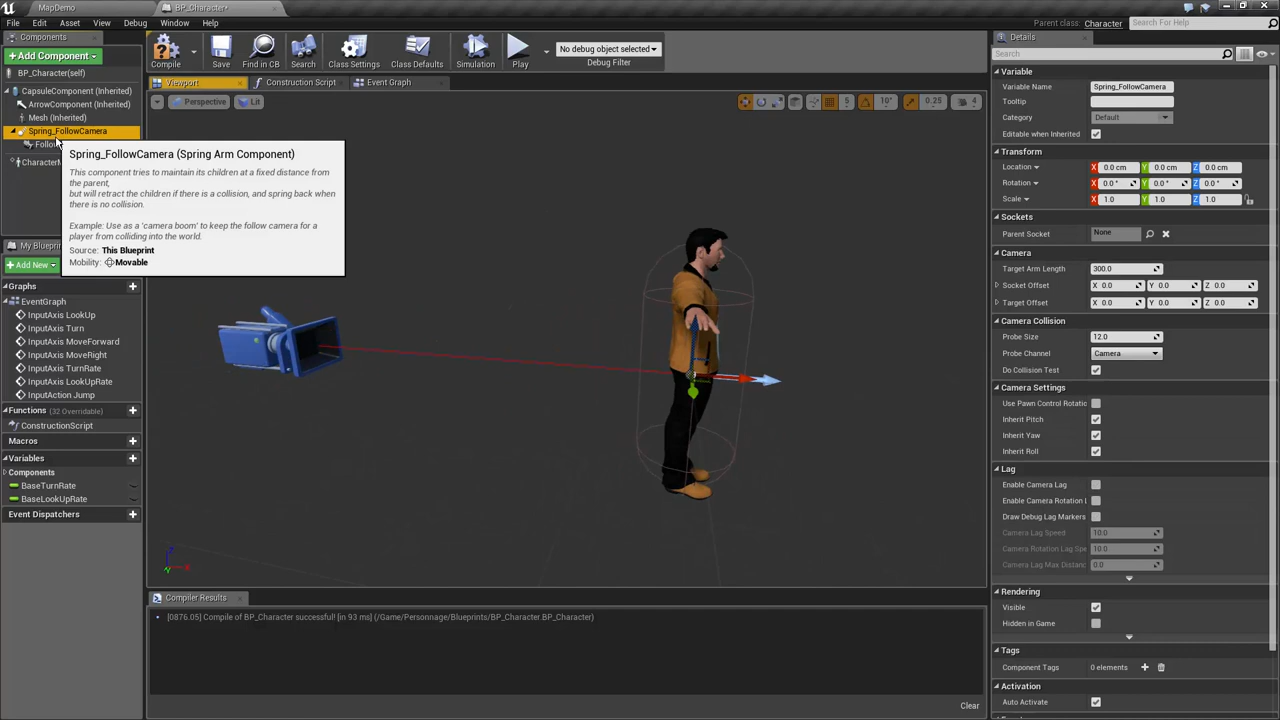 MapDemo
BP_Character*
File
Edit
Asset
View
Debug
Window
Help
Parent class: Character
Search For Help
Components
+ Add Component
BP_Character(self)
CapsuleComponent (Inherited)
ArrowComponent (Inherited)
Mesh (Inherited)
Spring_FollowCamera
Follow
CharacterM
Compile
Save
Find in CB
Search
Class Settings
Class Defaults
Simulation
Play
No debug object selected
Debug Filter
Viewport
Construction Script
Event Graph
Perspective
Lit
5
10°
0.25
4
Spring_FollowCamera (Spring Arm Component)
This component tries to maintain its children at a fixed distance from
the parent,
but will retract the children if there is a collision, and spring back when
there is no collision.
Example: Use as a 'camera boom' to keep the follow camera for a
player from colliding into the world.
Source: This Blueprint
Mobility: Movable
My Blueprin
+ Add New
Graphs
EventGraph
InputAxis LookUp
InputAxis Turn
InputAxis MoveForward
InputAxis MoveRight
InputAxis TurnRate
InputAxis LookUpRate
InputAction Jump
Functions (32 Overridable)
ConstructionScript
Macros
Variables
Components
BaseTurnRate
BaseLookUpRate
Event Dispatchers
Compiler Results
[0876.05] Compile of BP_Character successful! [in 93 ms] (/Game/Personnage/Blueprints/BP_Character.BP_Character)
Clear
Details
Search
Variable
Variable Name Spring_FollowCamera
Tooltip
Category Default
Editable when Inherited
Transform
Location X 0.0 cm Y 0.0 cm Z 0.0 cm
Rotation X 0.0 ° Y 0.0 ° Z 0.0 °
Scale X 1.0 Y 1.0 Z 1.0
Sockets
Parent Socket None
Camera
Target Arm Length 300.0
Socket Offset X 0.0 Y 0.0 Z 0.0
Target Offset X 0.0 Y 0.0 Z 0.0
Camera Collision
Probe Size 12.0
Probe Channel Camera
Do Collision Test
Camera Settings
Use Pawn Control Rotatic
Inherit Pitch
Inherit Yaw
Inherit Roll
Lag
Enable Camera Lag
Enable Camera Rotation L
Draw Debug Lag Markers
Camera Lag Speed 10.0
Camera Rotation Lag Spe 10.0
Camera Lag Max Distanc 0.0
Rendering
Visible
Hidden in Game
Tags
Component Tags 0 elements
Activation
Auto Activate